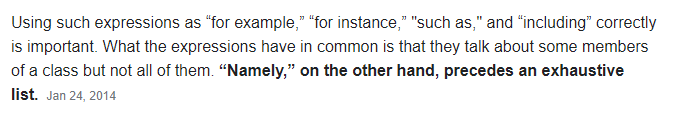 Using such expressions as “for example,” “for instance,” "such as," and “including” correctly
is important. What the expressions have in common is that they talk about some members
of a class but not all of them. “Namely,” on the other hand, precedes an exhaustive
list. Jan 24, 2014